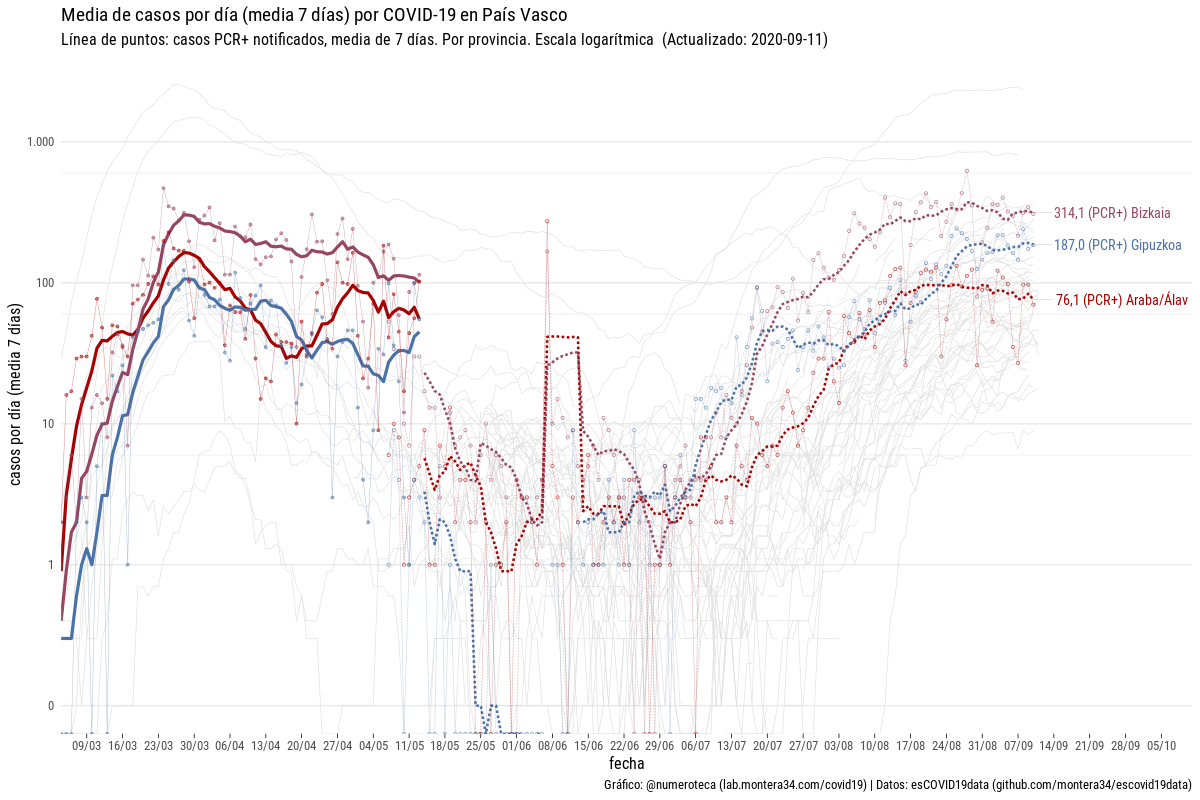 Media de casos por día (media 7 días) por COVID-19 en País Vasco
Línea de puntos: casos PCR+ notificados, media de 7 días. Por provincia. Escala logarítmica (Actualizado: 2020-09-11)
casos por día (media 7 días)
1.000
100
10
1
0
314,1 (PCR+) Bizkaia
187,0 (PCR+) Gipuzkoa
76,1 (PCR+) Araba/Álav
09/03 16/03 23/03 30/03 06/04 13/04 20/04 27/04 04/05 11/05 18/05 25/05 01/06 08/06 15/06 22/06 29/06 06/07 13/07 20/07 27/07 03/08 10/08 17/08 24/08 31/08 07/09 14/09 21/09 28/09 05/10
fecha
Gráfico: @numeroteca (lab.montera34.com/covid19) | Datos: esCOVID19data (github.com/montera34/escovid19data)